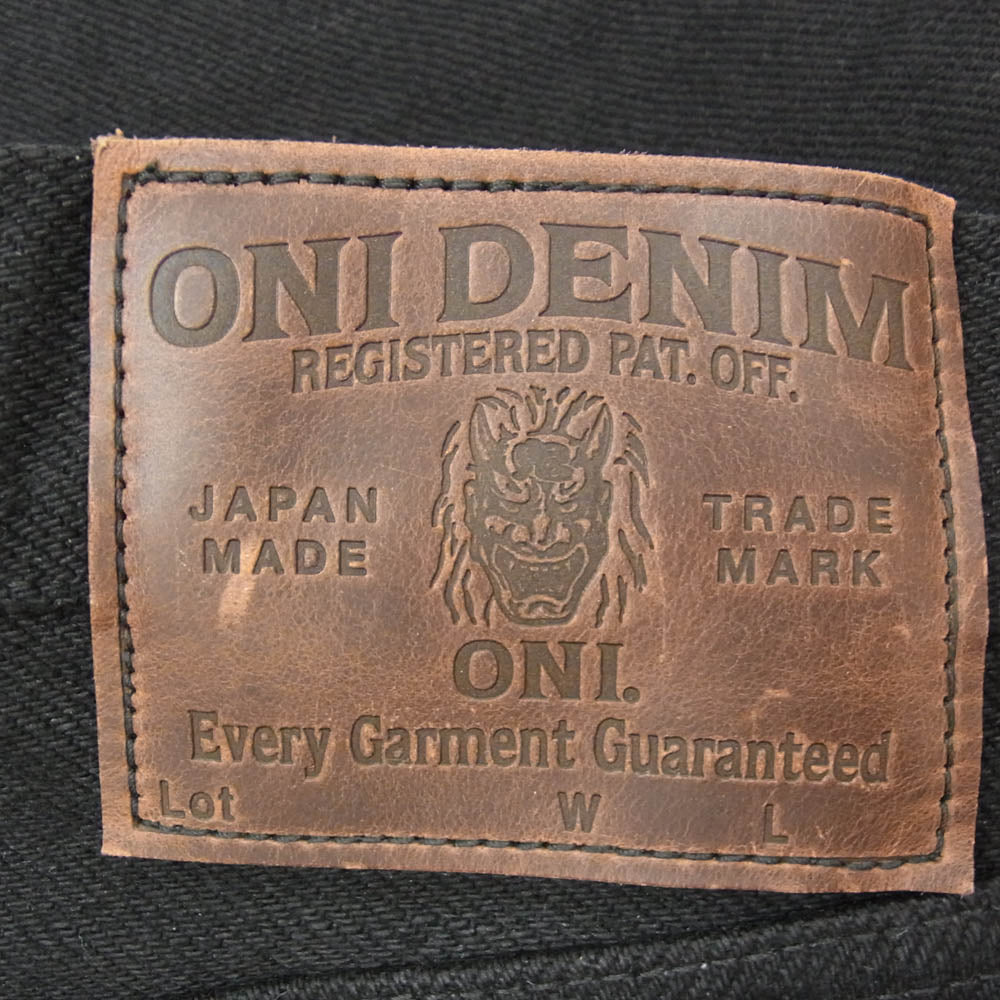 ONI DENIM
REGISTERED PAT. OFF.
JAPAN
MADE
TRADE
MARK
ONI.
Every Garment Guaranteed
Lot W L